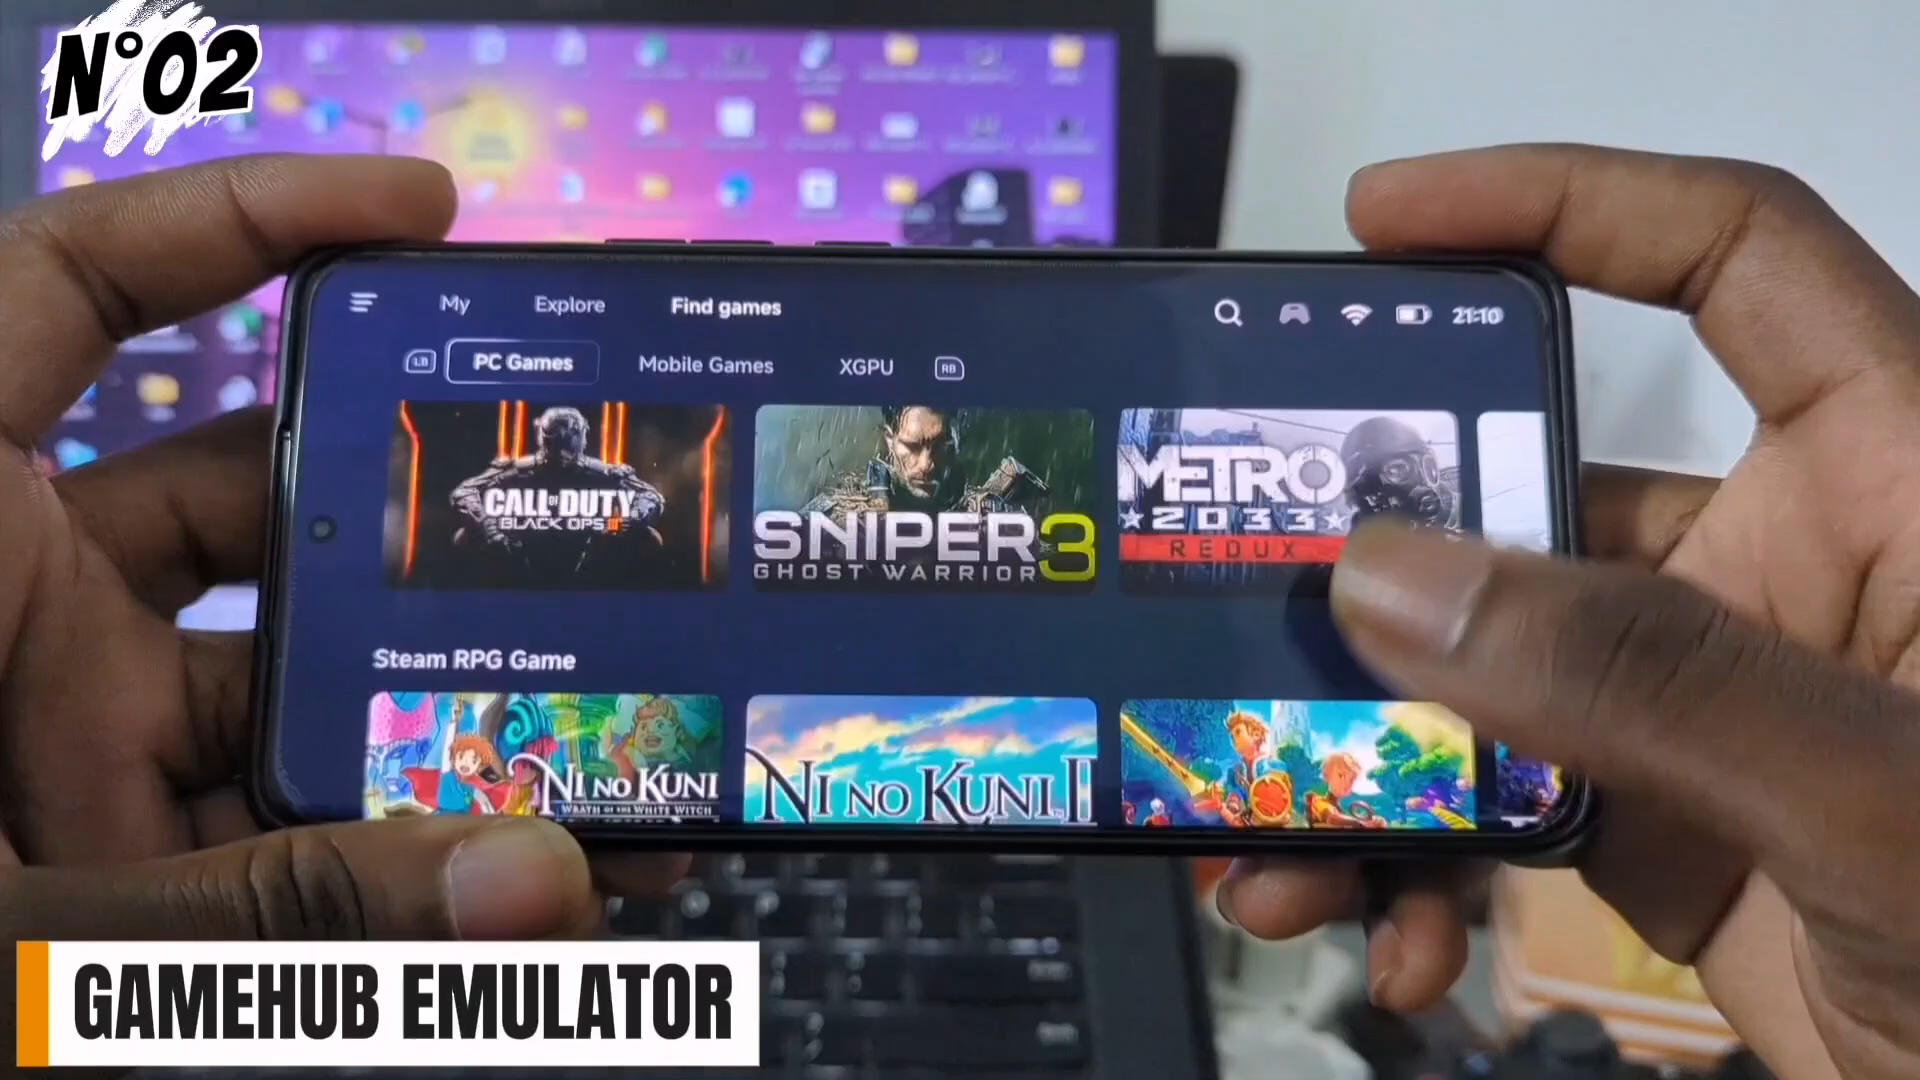 N°02
My Explore Find games 21:10
LB PC Games Mobile Games XGPU RB
CALL OF DUTY
BLACK OPS III
SNIPER 3
GHOST WARRIOR
METRO
2033
REDUX
Steam RPG Game
NI NO KUNI
WRATH OF THE WHITE WITCH
NI NO KUNI II
GAMEHUB EMULATOR